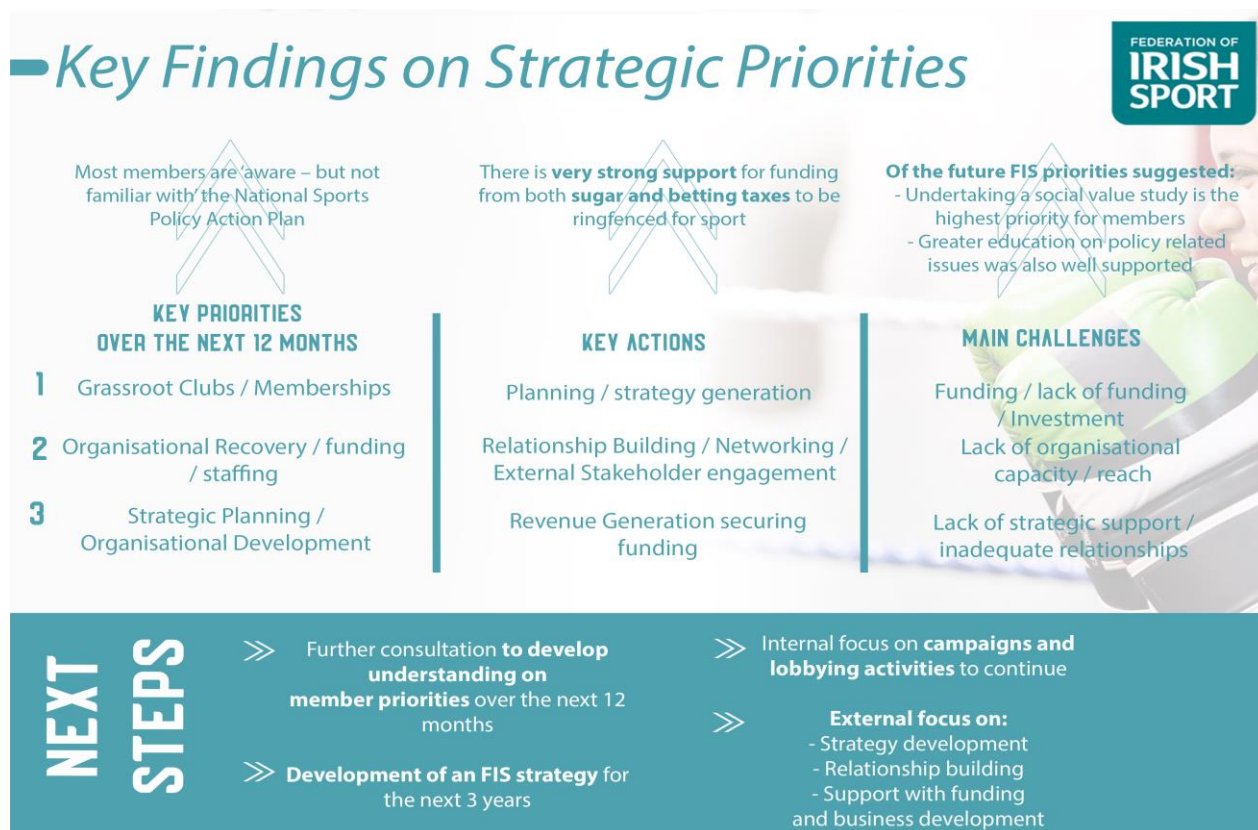 Key Findings on Strategic Priorities
FEDERATION OF
IRISH
SPORT
Most members are 'aware – but not
familiar with' the National Sports
Policy Action Plan
There is very strong support for funding
from both sugar and betting taxes to be
ringfenced for sport
Of the future FIS priorities suggested:
- Undertaking a social value study is the
highest priority for members
- Greater education on policy related
issues was also well supported
KEY PRIORITIES
OVER THE NEXT 12 MONTHS
1 Grassroot Clubs / Memberships
2 Organisational Recovery / funding
/ staffing
3 Strategic Planning /
Organisational Development
KEY ACTIONS
Planning / strategy generation
Relationship Building / Networking /
External Stakeholder engagement
Revenue Generation securing
funding
MAIN CHALLENGES
Funding / lack of funding
/ Investment
Lack of organisational
capacity / reach
Lack of strategic support /
inadequate relationships
NEXT
STEPS
Further consultation to develop
understanding on
member priorities over the next 12
months
Development of an FIS strategy for
the next 3 years
Internal focus on campaigns and
lobbying activities to continue
External focus on:
- Strategy development
- Relationship building
- Support with funding
and business development